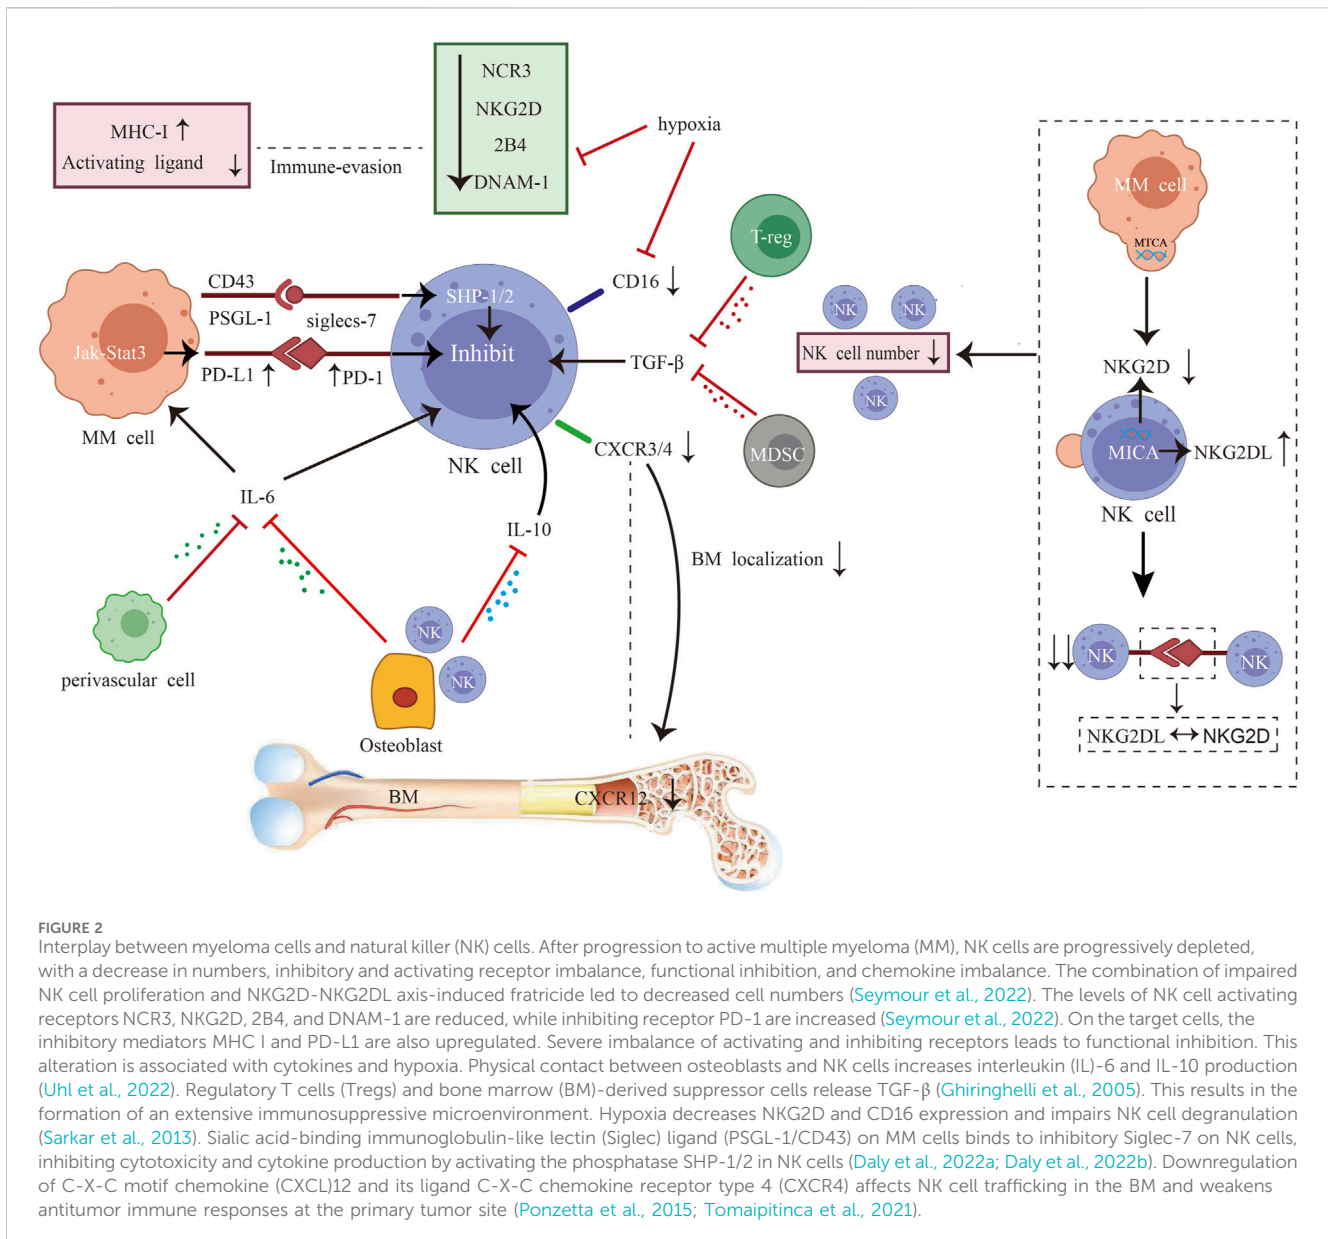 NCR3
NKG2D
2B4
DNAM-1
hypoxia
MHC-I ↑
Activating ligand ↓
Immune-evasion
MM cell
MTCA
T-reg
CD43
PSGL-1
siglecs-7
SHP-1/2
CD16 ↓
NK
NK
NK cell number ↓
NK
Jak-Stat3
Inhibit
TGF-β
PD-L1 ↑
↑PD-1
NKG2D ↓
MM cell
NK cell
CXCR3/4 ↓
MDSC
MICA
NKG2DL ↑
NK cell
IL-6
IL-10
BM localization ↓
NK
NK
perivascular cell
Osteoblast
↓↓
NK
NK
↓
NKG2DL ↔ NKG2D
BM
CXCR12 ↓
FIGURE 2
Interplay between myeloma cells and natural killer (NK) cells. After progression to active multiple myeloma (MM), NK cells are progressively depleted,
with a decrease in numbers, inhibitory and activating receptor imbalance, functional inhibition, and chemokine imbalance. The combination of impaired
NK cell proliferation and NKG2D-NKG2DL axis-induced fratricide led to decreased cell numbers (Seymour et al., 2022). The levels of NK cell activating
receptors NCR3, NKG2D, 2B4, and DNAM-1 are reduced, while inhibiting receptor PD-1 are increased (Seymour et al., 2022). On the target cells, the
inhibitory mediators MHC I and PD-L1 are also upregulated. Severe imbalance of activating and inhibiting receptors leads to functional inhibition. This
alteration is associated with cytokines and hypoxia. Physical contact between osteoblasts and NK cells increases interleukin (IL)-6 and IL-10 production
(Uhl et al., 2022). Regulatory T cells (Tregs) and bone marrow (BM)-derived suppressor cells release TGF-β (Ghiringhelli et al., 2005). This results in the
formation of an extensive immunosuppressive microenvironment. Hypoxia decreases NKG2D and CD16 expression and impairs NK cell degranulation
(Sarkar et al., 2013). Sialic acid-binding immunoglobulin-like lectin (Siglec) ligand (PSGL-1/CD43) on MM cells binds to inhibitory Siglec-7 on NK cells,
inhibiting cytotoxicity and cytokine production by activating the phosphatase SHP-1/2 in NK cells (Daly et al., 2022a; Daly et al., 2022b). Downregulation
of C-X-C motif chemokine (CXCL)12 and its ligand C-X-C chemokine receptor type 4 (CXCR4) affects NK cell trafficking in the BM and weakens
antitumor immune responses at the primary tumor site (Ponzetta et al., 2015; Tomaipitinca et al., 2021).